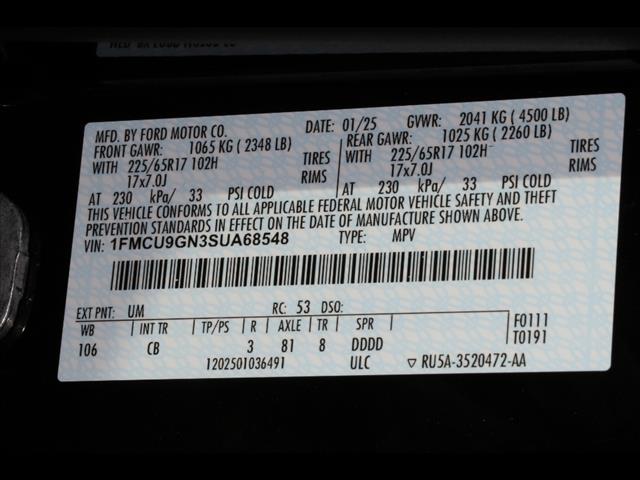 MFD. BY FORD MOTOR CO.
DATE: 01/25
GVWR: 2041 KG ( 4500 LB)
FRONT GAWR: 1065 KG ( 2348 LB)
REAR GAWR: 1025 KG ( 2260 LB)
WITH 225/65R17 102H TIRES
WITH 225/65R17 102H TIRES
17x7.0J RIMS
17x7.0J RIMS
AT 230 kPa/ 33 PSI COLD
AT 230 kPa/ 33 PSI COLD
THIS VEHICLE CONFORMS TO ALL APPLICABLE FEDERAL MOTOR VEHICLE SAFETY AND THEFT
PREVENTION STANDARDS IN EFFECT ON THE DATE OF MANUFACTURE SHOWN ABOVE.
VIN: 1FMCU9GN3SUA68548 TYPE: MPV
EXT PNT: UM RC: 53 DSO:
WB INT TR TP/PS R AXLE TR SPR
106 CB 3 81 8 DDDD
F0111
T0191
1202501036491 ULC ▽ RU5A-3520472-AA